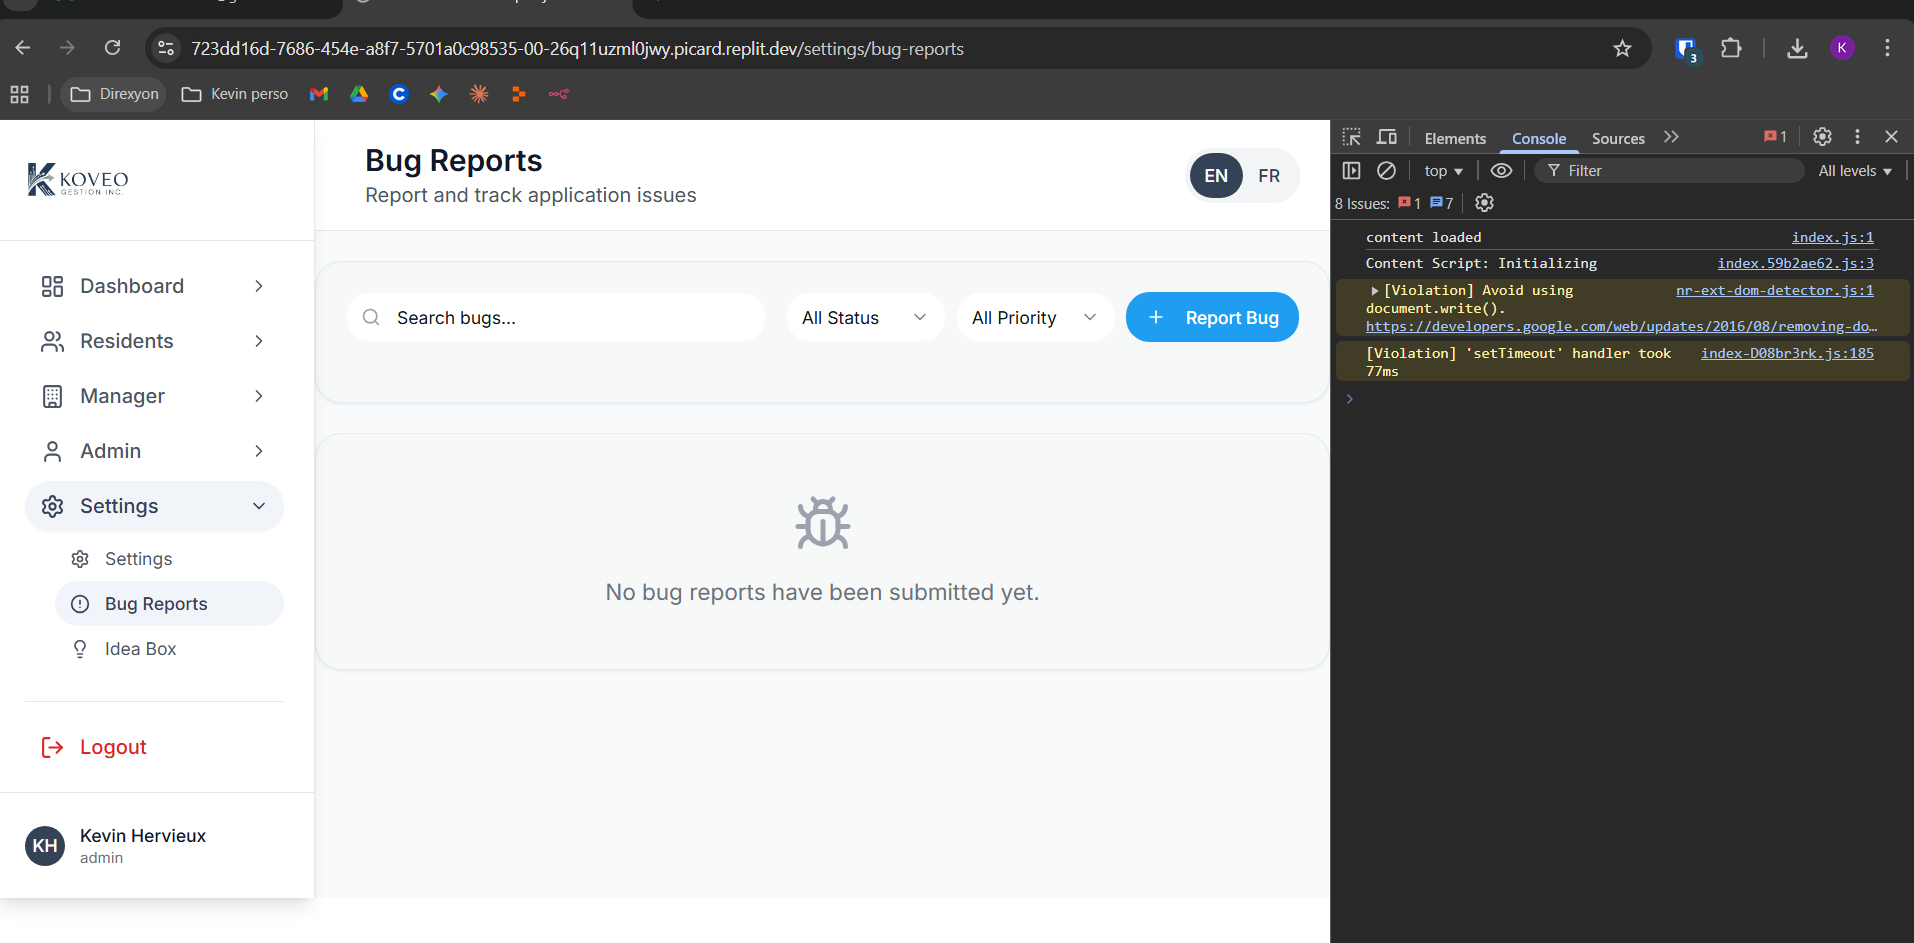 723dd16d-7686-454e-a8f7-5701a0c98535-00-26q11uzml0jwy.picard.replit.dev/settings/bug-reports
3
K
Direxyon
Kevin perso
KOVEO
GESTION INC.
Bug Reports
Report and track application issues
EN
FR
Dashboard
Residents
Manager
Admin
Settings
Settings
Bug Reports
Idea Box
Logout
KH
Kevin Hervieux
admin
Search bugs...
All Status
All Priority
+ Report Bug
No bug reports have been submitted yet.
Elements
Console
Sources
1
top
Filter
All levels
8 Issues: 1 7
content loaded index.js:1
Content Script: Initializing index.59b2ae62.js:3
[Violation] Avoid using nr-ext-dom-detector.js:1
document.write().
https://developers.google.com/web/updates/2016/08/removing-do…
[Violation] 'setTimeout' handler took index-D08br3rk.js:185
77ms